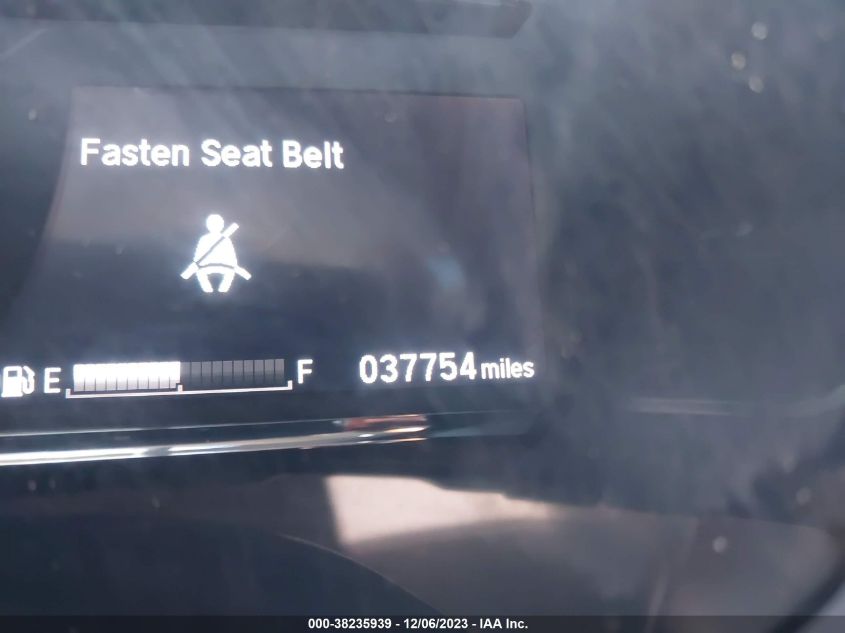 Fasten Seat Belt
E F 037754 miles
000-38235939 - 12/06/2023 - IAA Inc.